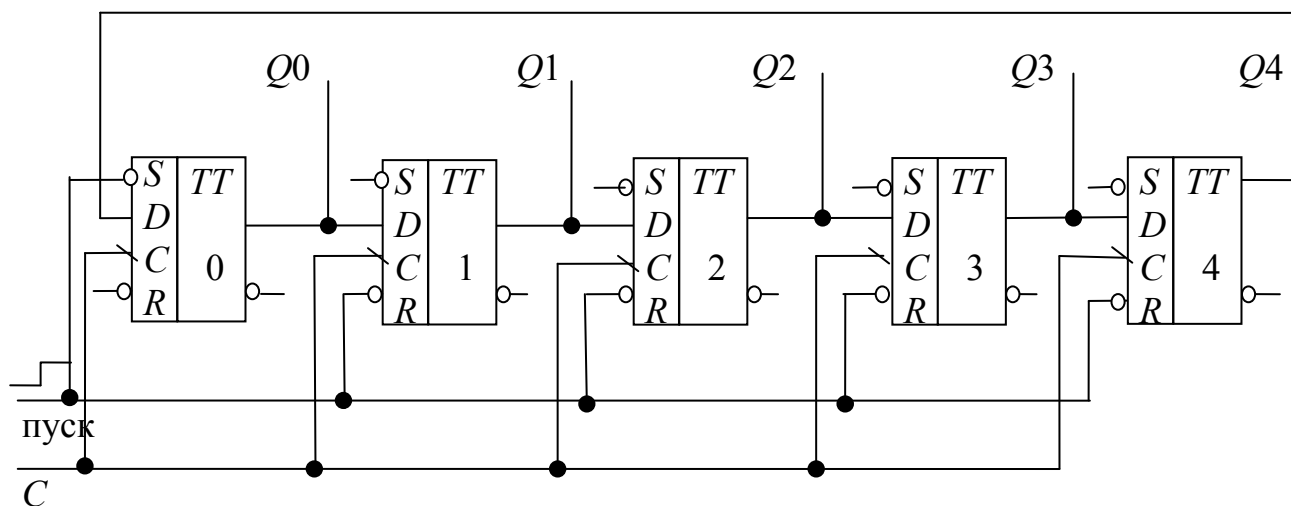 Q0 Q1 Q2 Q3 Q4
S TT S TT S TT S TT S TT
D D D D D
C 0 C 1 C 2 C 3 C 4
R R R R R
пуск
C